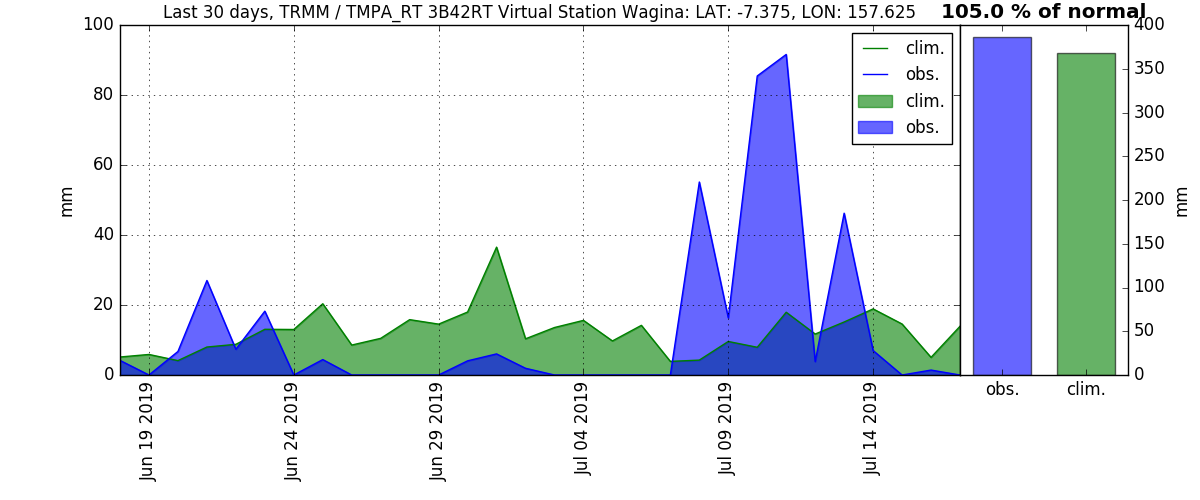 Last 30 days, TRMM / TMPA_RT 3B42RT Virtual Station Wagina: LAT: -7.375, LON: 157.625
105.0 % of normal
100
80
60
40
20
0
mm
clim.
obs.
clim.
obs.
Jun 19 2019
Jun 24 2019
Jun 29 2019
Jul 04 2019
Jul 09 2019
Jul 14 2019
400
350
300
250
200
150
100
50
0
mm
obs.
clim.